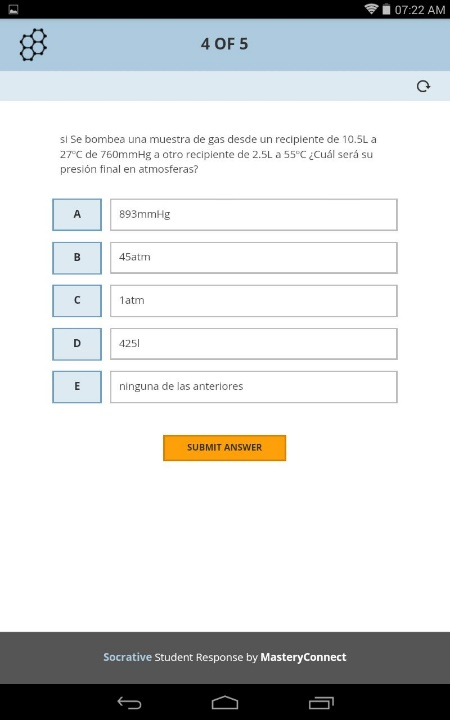 07:22 AM
4 OF 5
si Se bombea una muestra de gas desde un recipiente de 10.5L a
27ºC de 760mmHg a otro recipiente de 2.5L a 55ºC ¿Cuál será su
presión final en atmosferas?
A 893mmHg
B 45atm
C 1atm
D 425l
E ninguna de las anteriores
SUBMIT ANSWER
Socrative Student Response by MasteryConnect